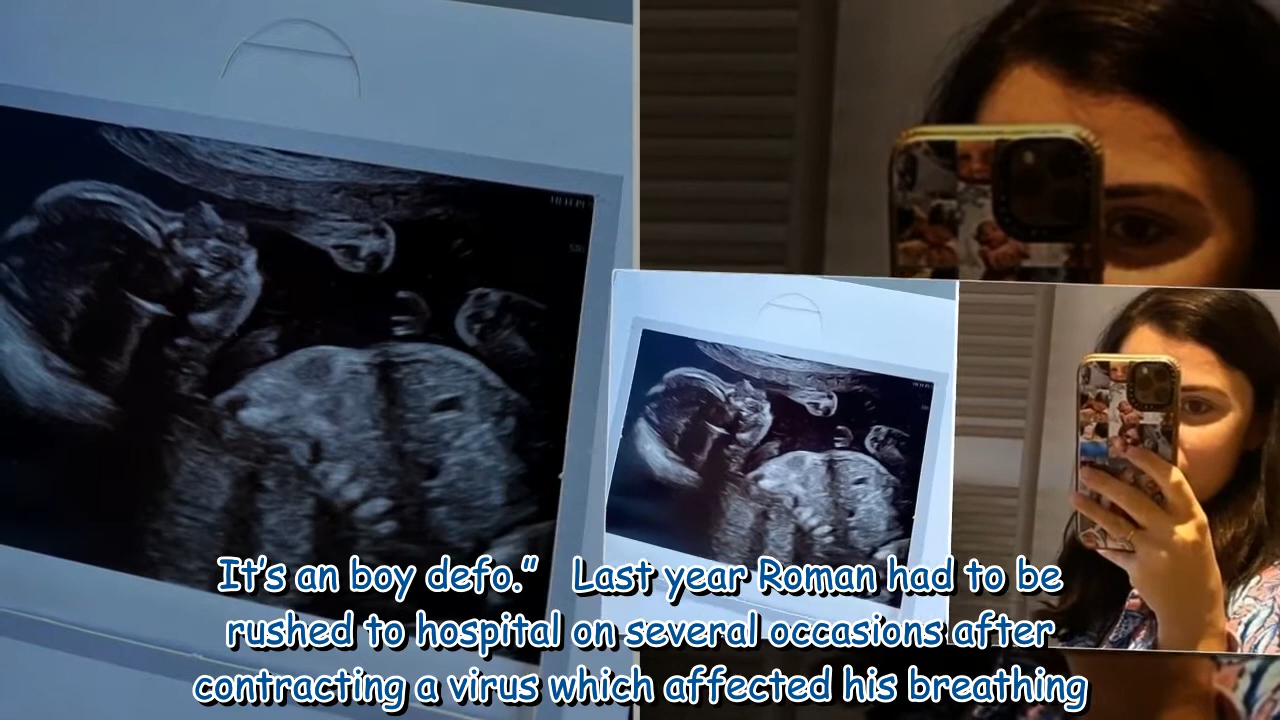 It's an boy defo.” Last year Roman had to be
rushed to hospital on several occasions after
contracting a virus which affected his breathing